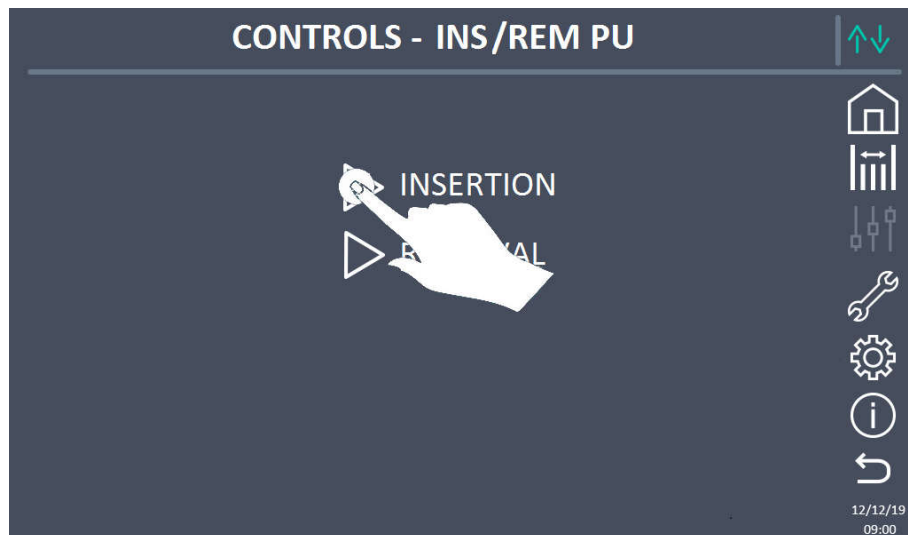 CONTROLS - INS/REM PU
INSERTION
12/12/19
09:00